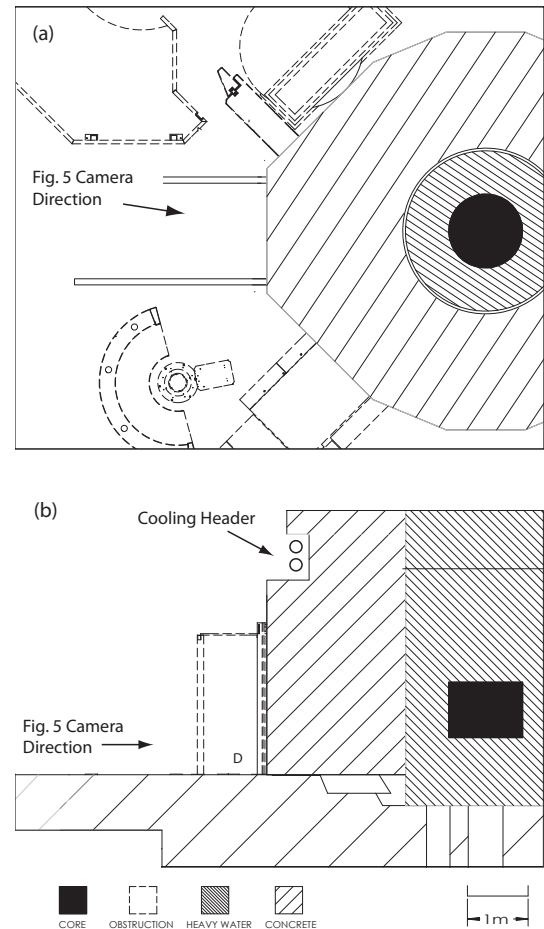 (a)
Fig. 5 Camera
Direction
(b)
Cooling Header
Fig. 5 Camera
Direction
D
CORE
OBSTRUCTION
HEAVY WATER
CONCRETE
1m